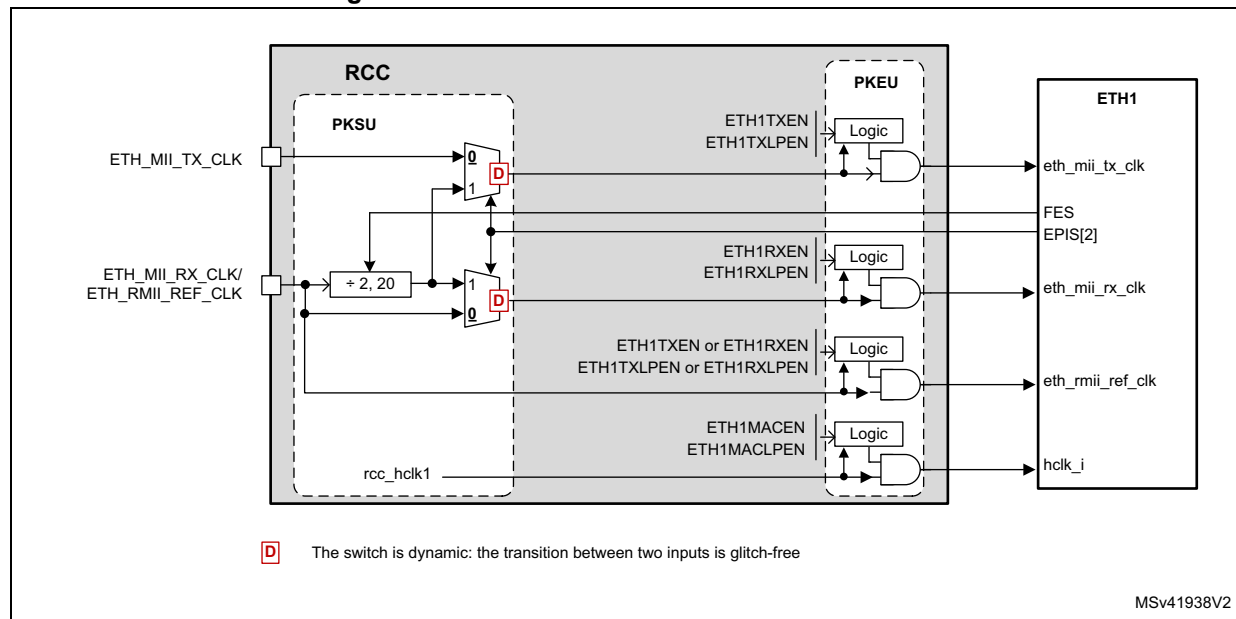 RCC
PKSU
PKEU
ETH1
ETH_MII_TX_CLK
ETH_MII_RX_CLK/
ETH_RMII_REF_CLK
÷ 2, 20
0
1
D
1
0
D
rcc_hclk1
ETH1TXEN
ETH1TXLPEN
Logic
ETH1RXEN
ETH1RXLPEN
Logic
ETH1TXEN or ETH1RXEN
ETH1TXLPEN or ETH1RXLPEN
Logic
ETH1MACEN
ETH1MACLPEN
Logic
eth_mii_tx_clk
FES
EPIS[2]
eth_mii_rx_clk
eth_rmii_ref_clk
hclk_i
D The switch is dynamic: the transition between two inputs is glitch-free
MSv41938V2